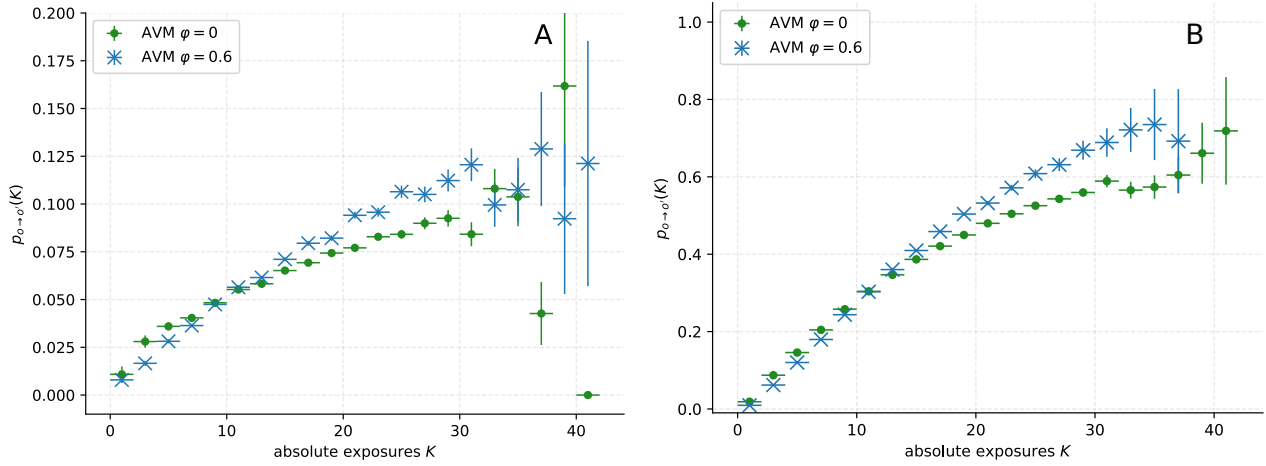 0.200
0.175
0.150
0.125
0.100
0.075
0.050
0.025
0.000
p_{o→o′}(K)
AVM φ = 0
AVM φ = 0.6
A
0 10 20 30 40
absolute exposures K
1.0
0.8
0.6
0.4
0.2
0.0
p_{o→o′}(K)
AVM φ = 0
AVM φ = 0.6
B
0 10 20 30 40
absolute exposures K